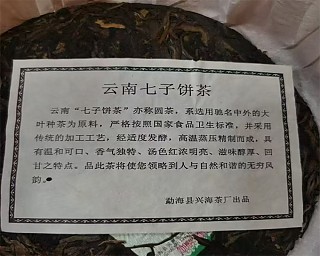 云南七子饼茶
云南“七子饼茶”亦称圆茶，系选用驰名中外的大
叶种茶为原料，严格按照国家食品卫生标准，并采用
传统的加工工艺，经适度发酵，高温蒸压精制而成，具
有温和可口、香气独特、汤色红浓明亮、滋味醇厚、回
甘之特点。品此茶将使您领略到人与自然和谐的无穷风
韵。
勐海县兴海茶厂出品